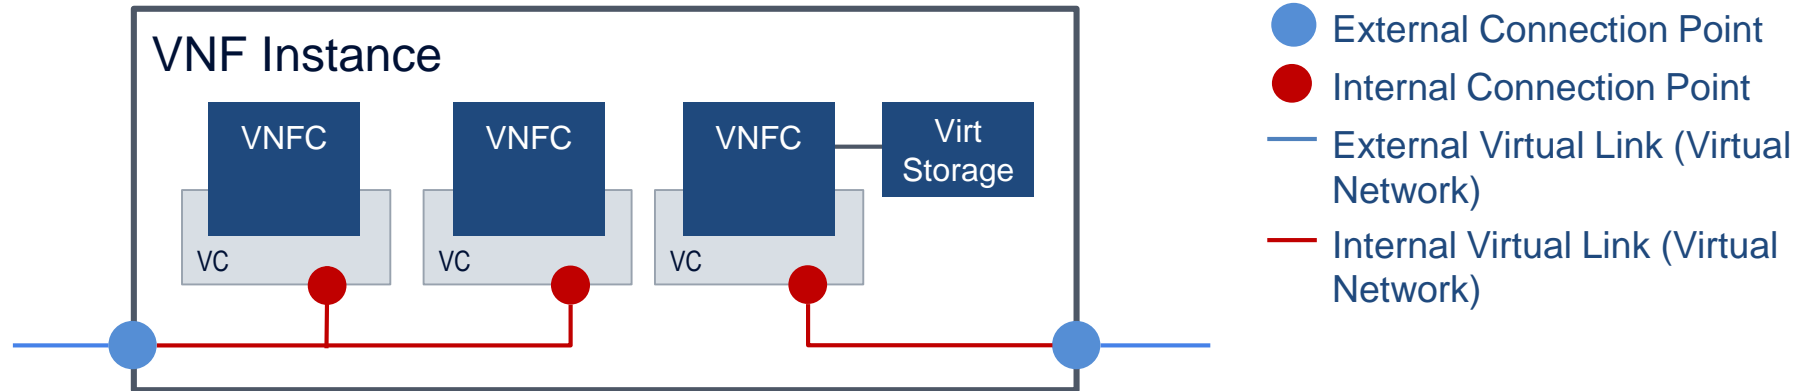 VNF Instance
VNFC
VNFC
VNFC
Virt
Storage
VC
VC
VC
External Connection Point
Internal Connection Point
External Virtual Link (Virtual
Network)
Internal Virtual Link (Virtual
Network)